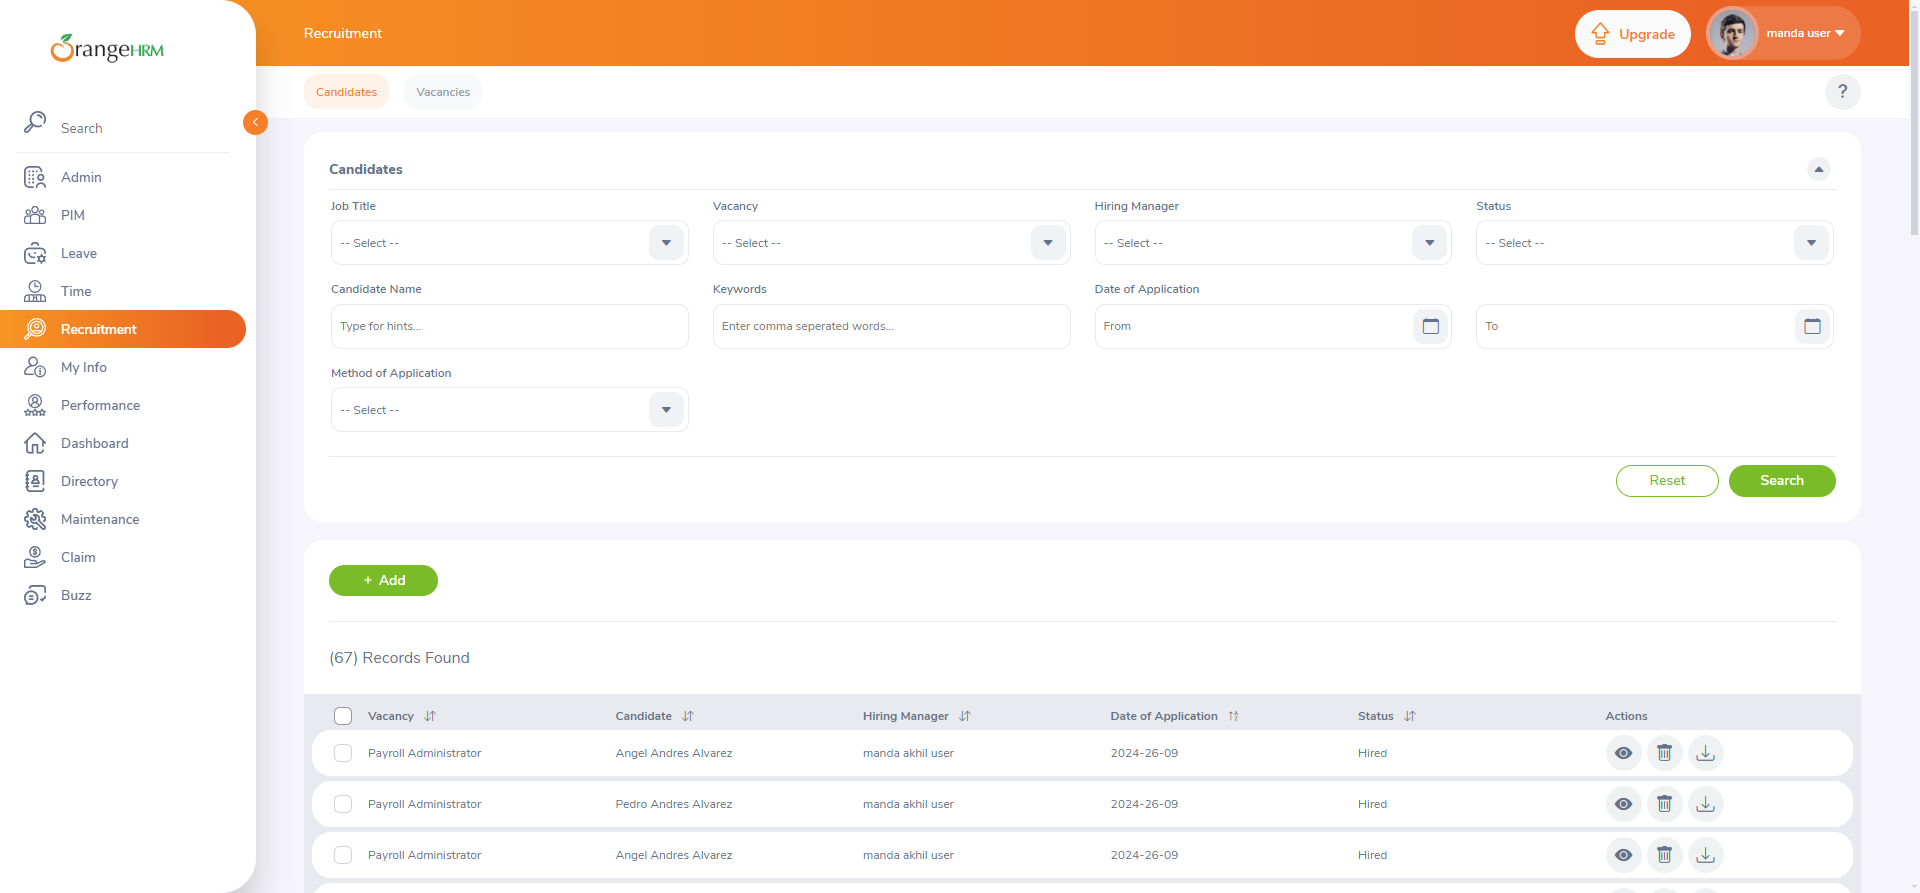 OrangeHRM
Recruitment
Upgrade
manda user
Candidates
Vacancies
?
Search
Admin
PIM
Leave
Time
Recruitment
My Info
Performance
Dashboard
Directory
Maintenance
Claim
Buzz
Candidates
Job Title
Vacancy
Hiring Manager
Status
-- Select --
-- Select --
-- Select --
-- Select --
Candidate Name
Keywords
Date of Application
Type for hints...
Enter comma seperated words...
From
To
Method of Application
-- Select --
Reset
Search
+ Add
(67) Records Found
Vacancy Candidate Hiring Manager Date of Application Status Actions
Payroll Administrator Angel Andres Alvarez manda akhil user 2024-26-09 Hired
Payroll Administrator Pedro Andres Alvarez manda akhil user 2024-26-09 Hired
Payroll Administrator Angel Andres Alvarez manda akhil user 2024-26-09 Hired